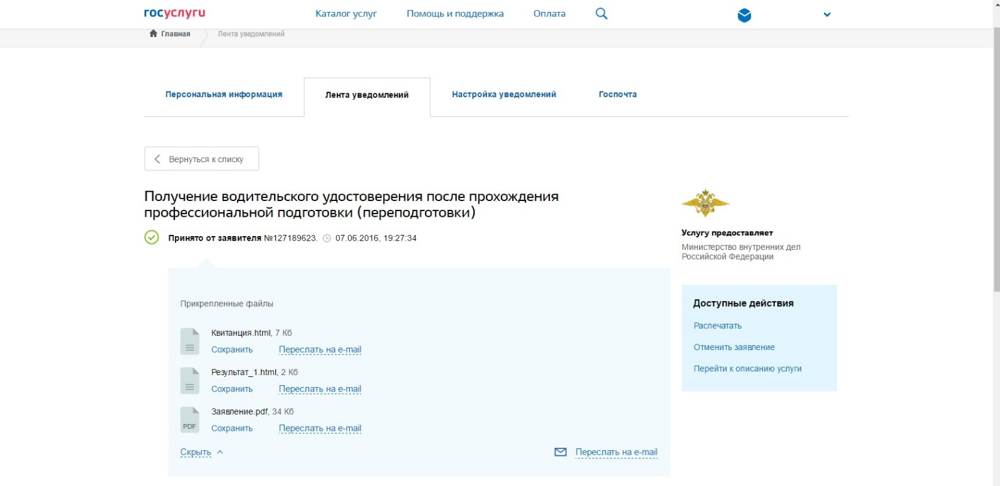 госуслуги
Каталог услуг
Помощь и поддержка
Оплата
Главная
Лента уведомлений
Персональная информация
Лента уведомлений
Настройка уведомлений
Госпочта
Вернуться к списку
Получение водительского удостоверения после прохождения
профессиональной подготовки (переподготовки)
Принято от заявителя №127189623. 07.06.2016, 19:27:34
Прикрепленные файлы
Квитанция.html, 7 Кб
Сохранить Переслать на e-mail
Результат_1.html, 2 Кб
Сохранить Переслать на e-mail
PDF
Заявление.pdf, 34 Кб
Сохранить Переслать на e-mail
Скрыть
Переслать на e-mail
Услугу предоставляет
Министерство внутренних дел
Российской Федерации
Доступные действия
Распечатать
Отменить заявление
Перейти к описанию услуги